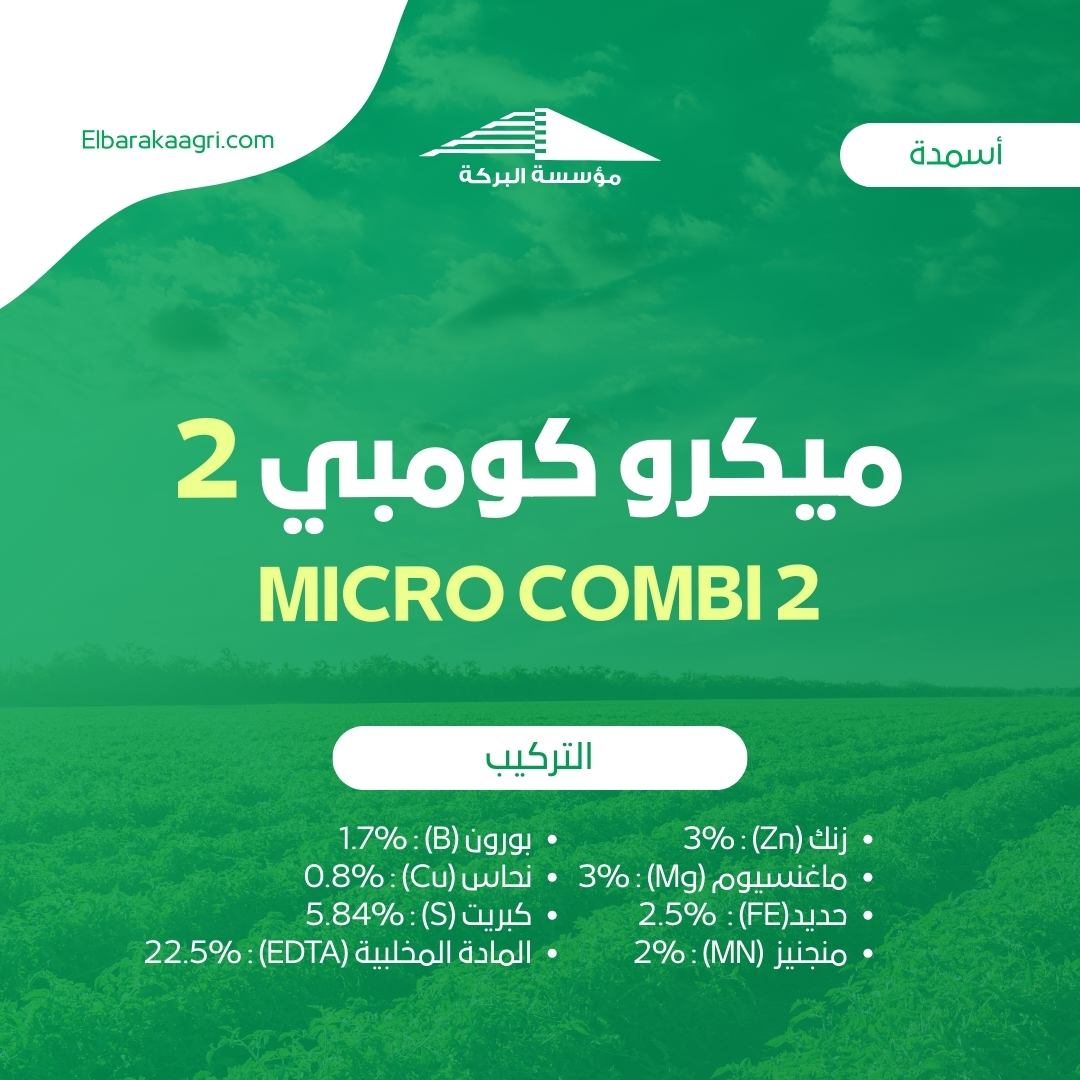 Elbarakaagri.com
مؤسسة البركة
أسمدة
ميكرو كومبي 2
MICRO COMBI 2
التركيب
• زنك (Zn) : 3%
• ماغنسيوم (Mg) : 3%
• حديد(FE) : 2.5%
• منجنيز (MN) : 2%
• بورون (B) : 1.7%
• نحاس (Cu) : 0.8%
• كبريت (S) : 5.84%
• المادة المخلبية (EDTA) : 22.5%